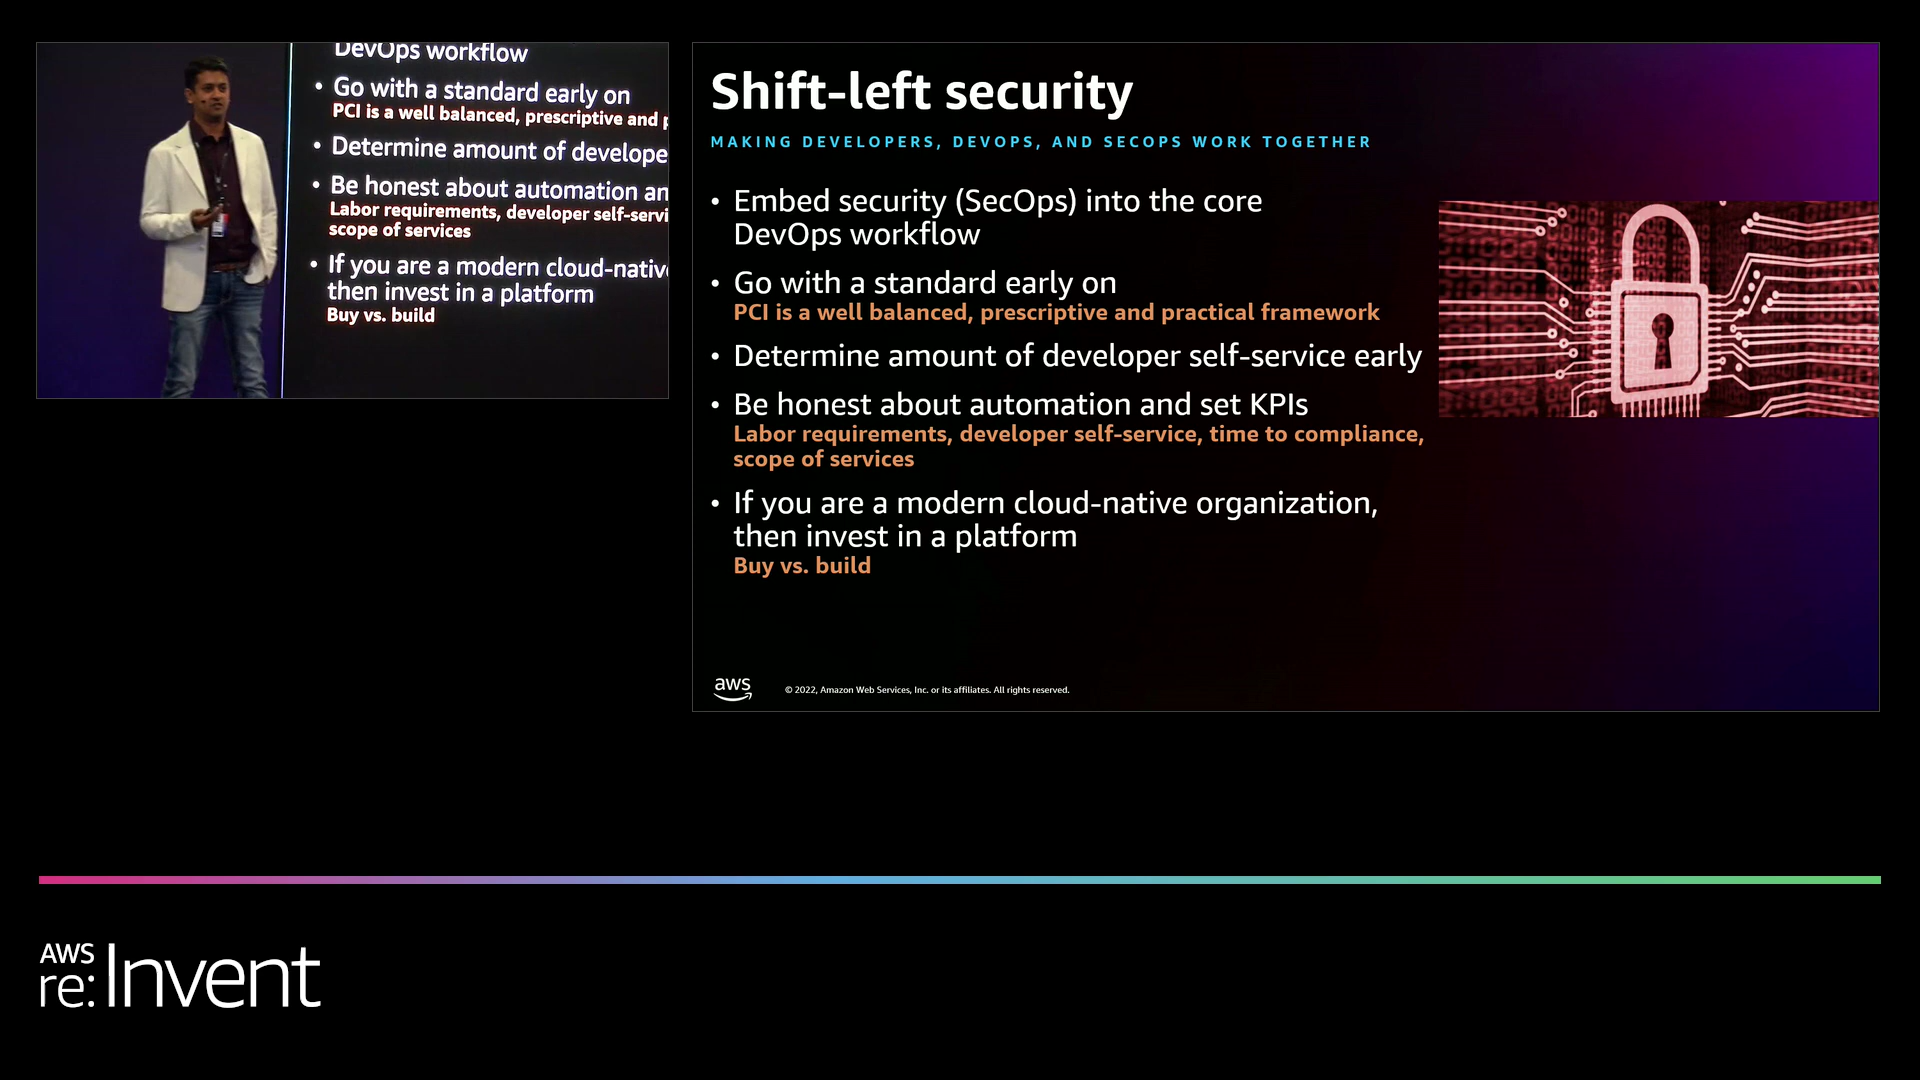 DevOps workflow
• Go with a standard early on
PCI is a well balanced, prescriptive and
• Determine amount of
• Be honest about automation
Labor requirements, developer
scope of services
• If you are a modern
then invest in a platform
Buy vs. build
Shift-left security
MAKING DEVELOPERS, DEVOPS, AND SECOPS WORK TOGETHER
• Embed security (SecOps) into the core
DevOps workflow
• Go with a standard early on
PCI is a well balanced, prescriptive and practical framework
• Determine amount of developer self-service early
• Be honest about automation and set KPIs
Labor requirements, developer self-service, time to compliance,
scope of services
• If you are a modern cloud-native organization,
then invest in a platform
Buy vs. build
aws
© 2022, Amazon Web Services, Inc. or its affiliates. All rights reserved.
AWS
re:Invent